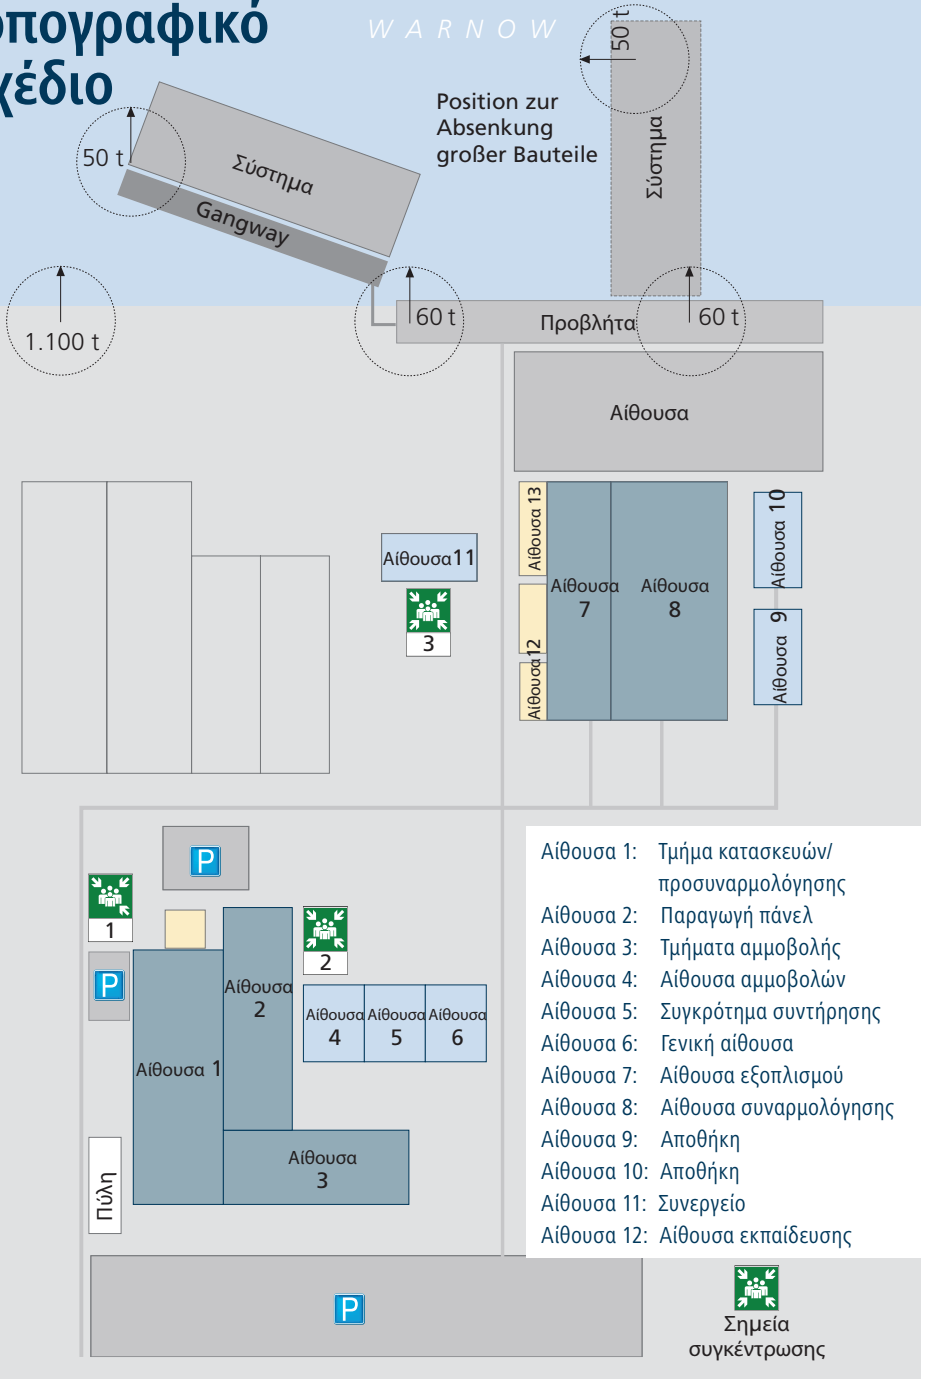 οπογραφικό
χέδιο
WARNOW
50 t
Position zur
Absenkung
großer Bauteile
Σύστημα
50 t
Σύστημα
Gangway
1.100 t
60 t
Προβλήτα
60 t
Αίθουσα
Αίθουσα 13
Αίθουσα 10
Αίθουσα11
Αίθουσα
7
Αίθουσα
8
3
Αίθουσα 9
Αίθουσα12
P
1
2
P
Αίθουσα
2
Αίθουσα
4
Αίθουσα
5
Αίθουσα
6
Αίθουσα 1
Αίθουσα
3
Πύλη
P
Αίθουσα 1: Τμήμα κατασκευών/
προσυναρμολόγησης
Αίθουσα 2: Παραγωγή πάνελ
Αίθουσα 3: Τμήματα αμμοβολής
Αίθουσα 4: Αίθουσα αμμοβολών
Αίθουσα 5: Συγκρότημα συντήρησης
Αίθουσα 6: Γενική αίθουσα
Αίθουσα 7: Αίθουσα εξοπλισμού
Αίθουσα 8: Αίθουσα συναρμολόγησης
Αίθουσα 9: Αποθήκη
Αίθουσα 10: Αποθήκη
Αίθουσα 11: Συνεργείο
Αίθουσα 12: Αίθουσα εκπαίδευσης
Σημεία
συγκέντρωσης